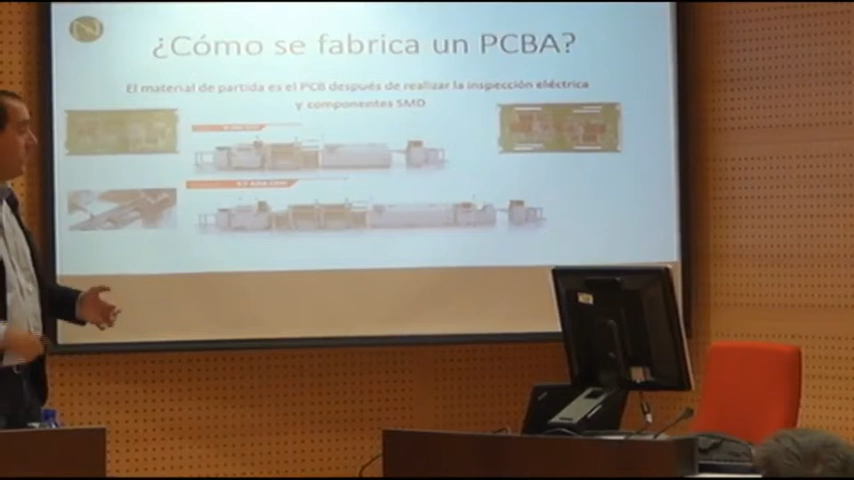 ¿Cómo se fabrica un PCBA?
El material de partida es el PCB después de realizar la inspección eléctrica
y componentes SMD